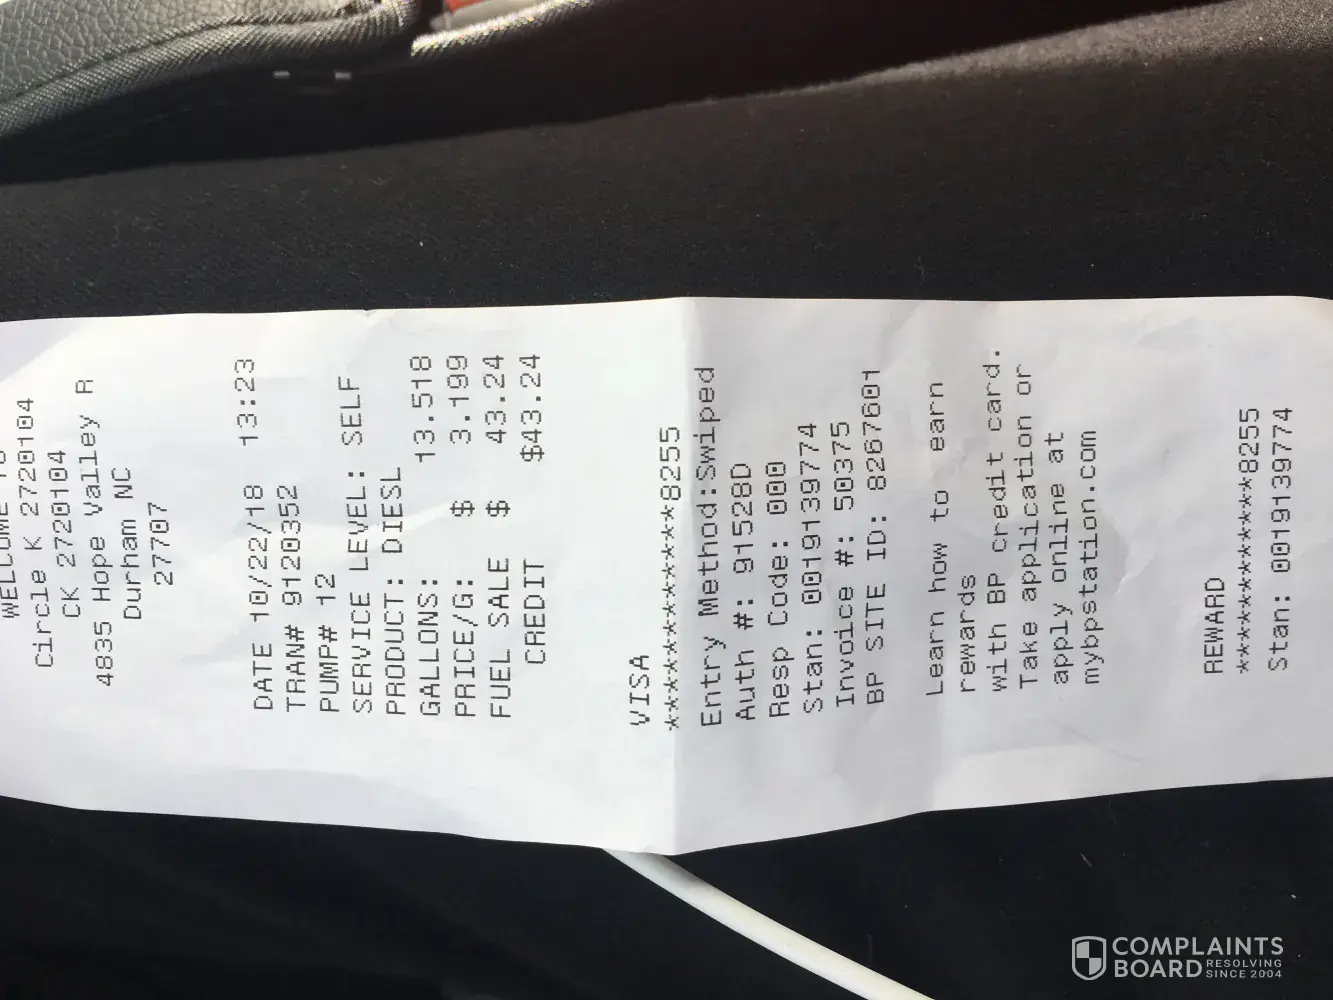 WELCOME TO
Circle K 2720104
CK 2720104
4835 Hope Valley R
Durham NC
27707
DATE 10/22/18 13:23
TRAN# 9120352
PUMP# 12
SERVICE LEVEL: SELF
PRODUCT: DIESL
GALLONS: 13.518
PRICE/G: $ 3.199
FUEL SALE $ 43.24
CREDIT $43.24
VISA
***************8255
Entry Method:Swiped
Auth #: 91528D
Resp Code: 000
Stan: 0019139774
Invoice #: 50375
BP SITE ID: 8267601
Learn how to earn
rewards
with BP credit card.
Take application or
apply online at
mybpstation.com
REWARD
************8255
Stan: 0019139774
COMPLAINTS
BOARD RESOLVING
SINCE 2004